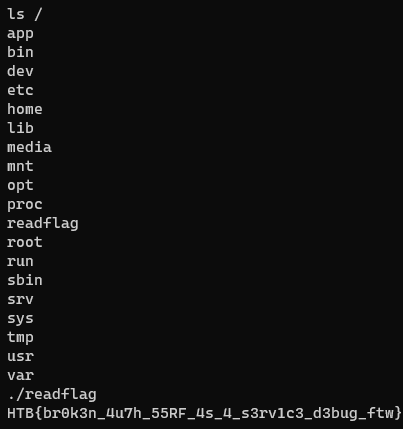 ls /
app
bin
dev
etc
home
lib
media
mnt
opt
proc
readflag
root
run
sbin
srv
sys
tmp
usr
var
./readflag
HTB{br0k3n_4u7h_55RF_4s_4_s3rv1c3_d3bug_ftw}